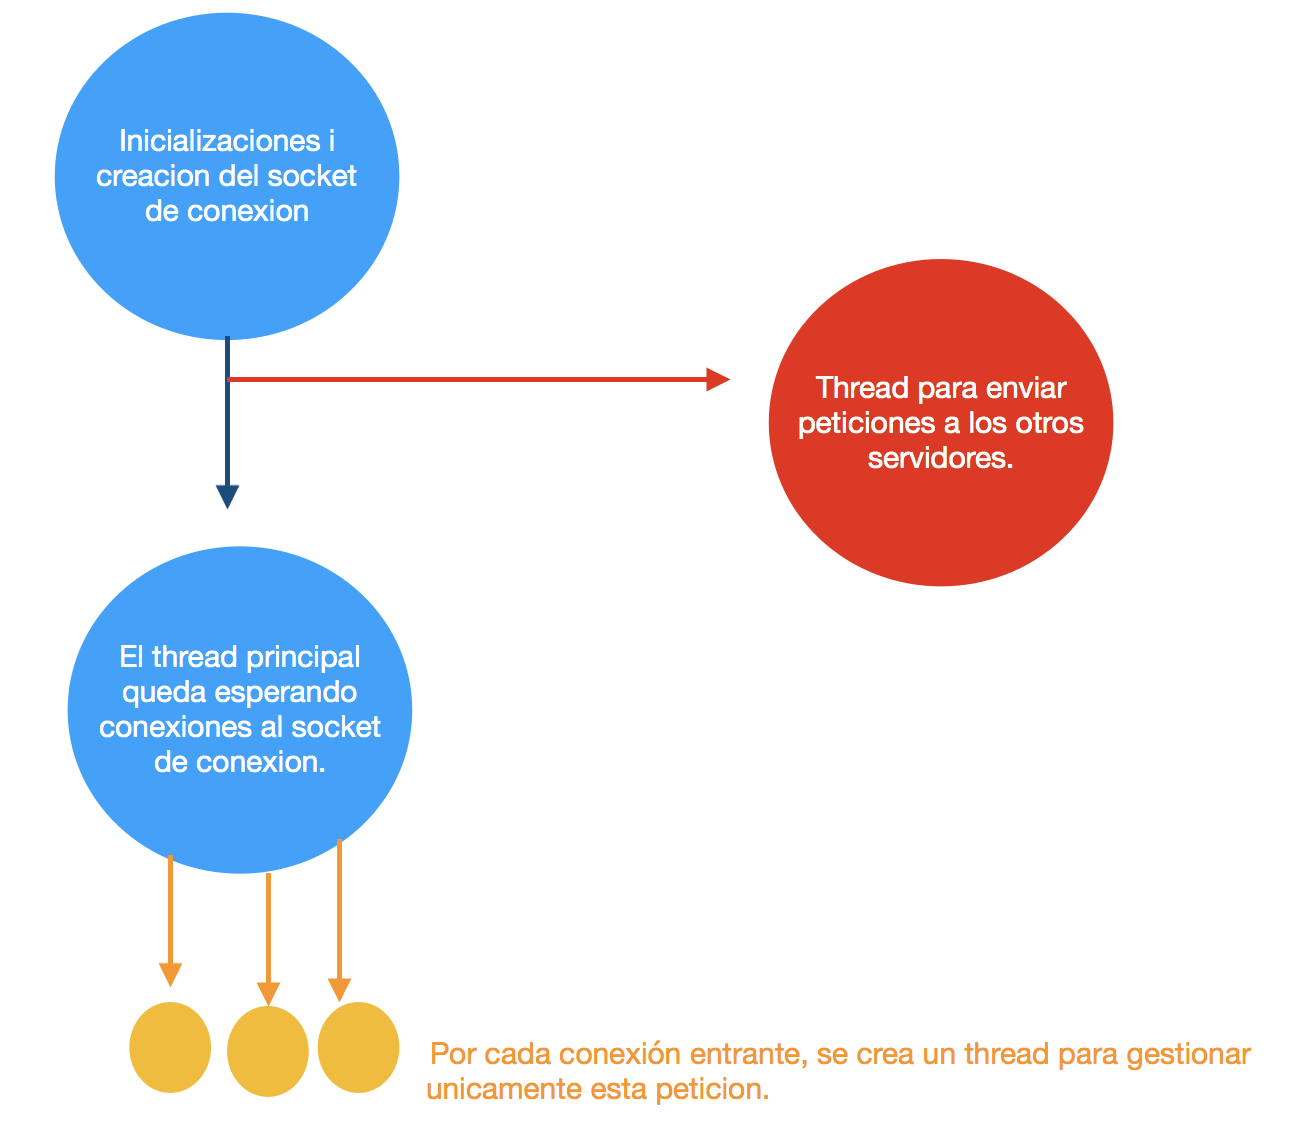 Inicializaciones i
creacion del socket
de conexion
Thread para enviar
peticiones a los otros
servidores.
El thread principal
queda esperando
conexiones al socket
de conexion.
Por cada conexión entrante, se crea un thread para gestionar
unicamente esta peticion.